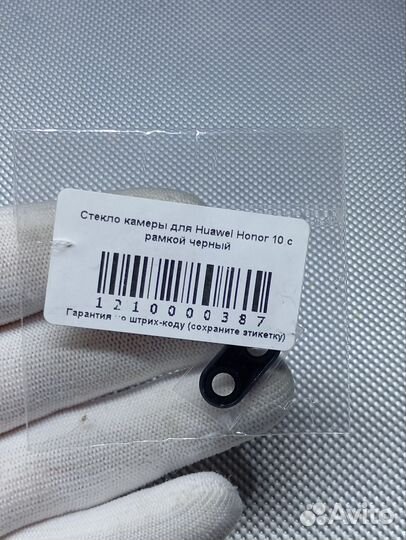 Стекло камеры для Huawei Honor 10 с
рамкой черный
1210000387
Гарантия по штрих-коду (сохраните этикетку)
Avito